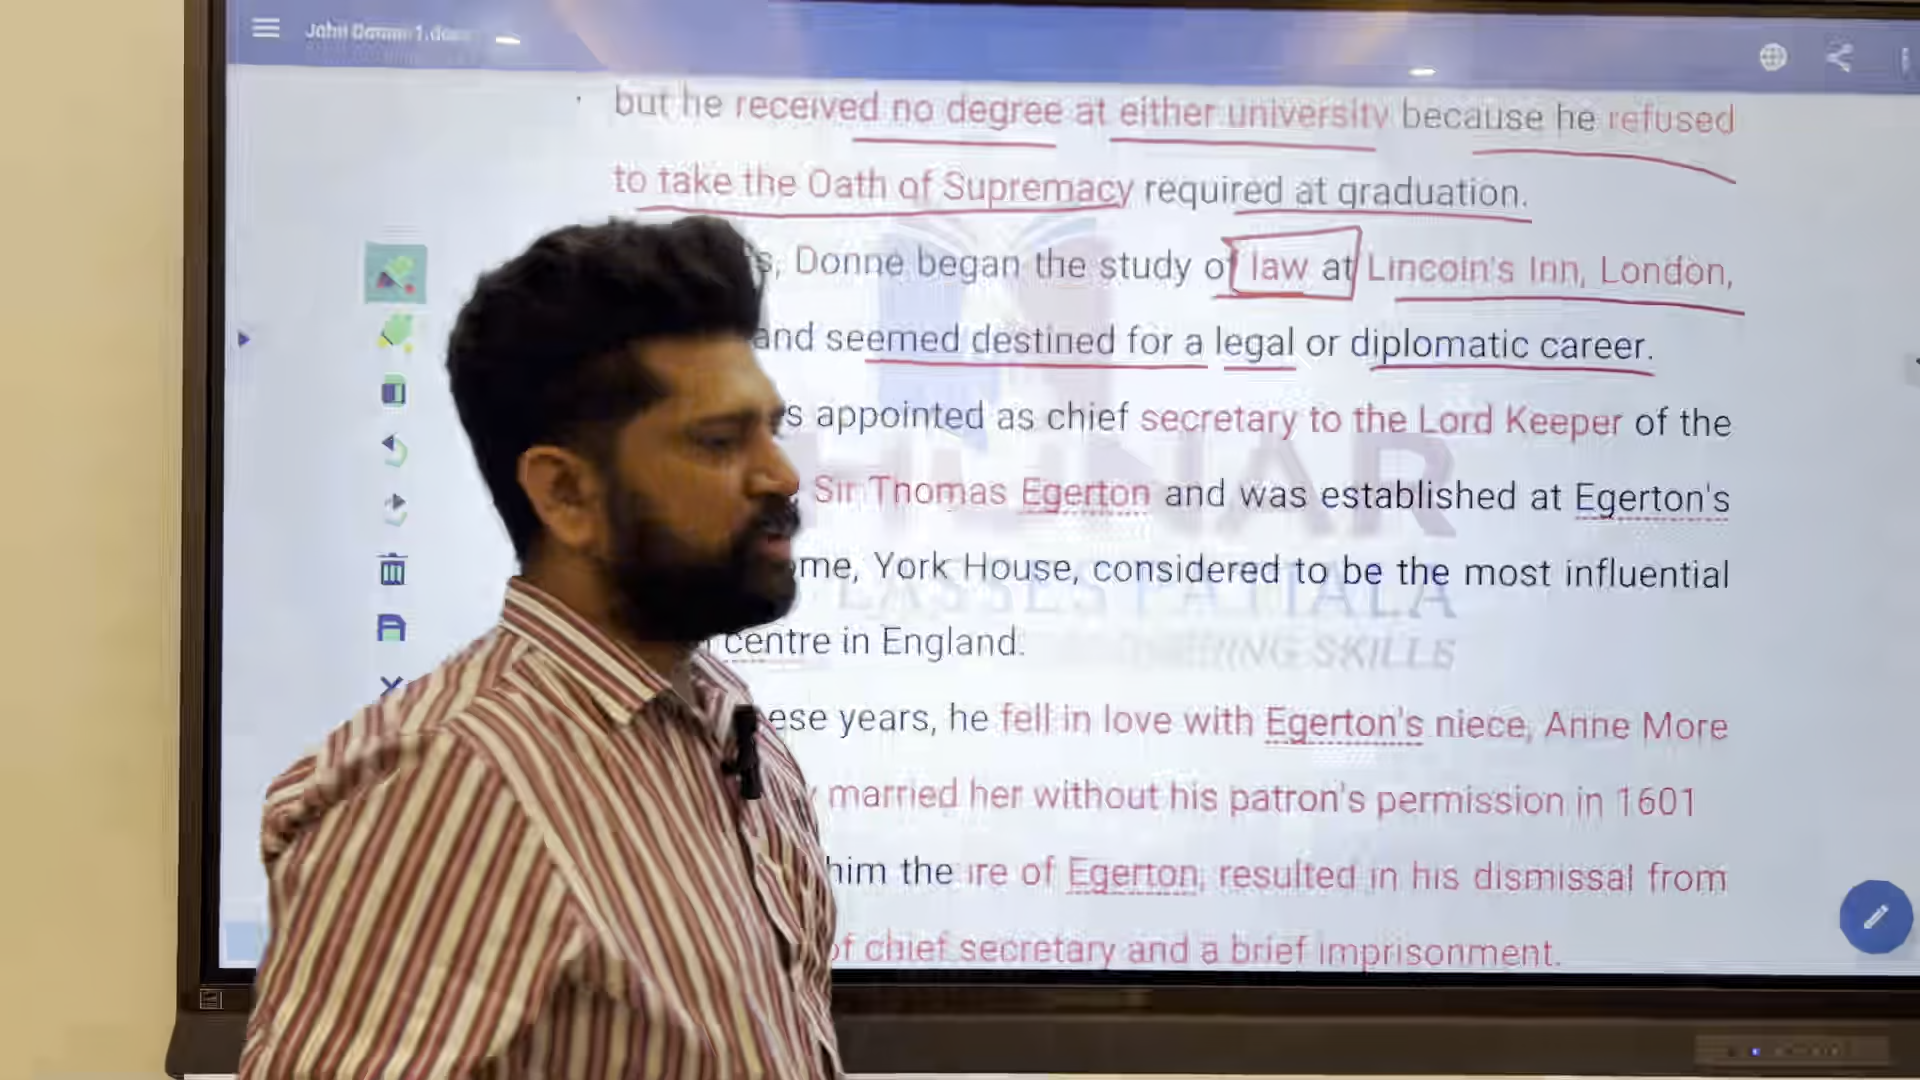 John Donne 1.docx
but he received no degree at either university because he refused
to take the Oath of Supremacy required at graduation.
s, Donne began the study of law at Lincoln's Inn, London,
and seemed destined for a legal or diplomatic career.
s appointed as chief secretary to the Lord Keeper of the
Sir Thomas Egerton and was established at Egerton's
me, York House, considered to be the most influential
centre in England.
ese years, he fell in love with Egerton's niece, Anne More
married her without his patron's permission in 1601
him the ire of Egerton, resulted in his dismissal from
of chief secretary and a brief imprisonment.
HUNAR
CLASSES PATIALA
SKILLS